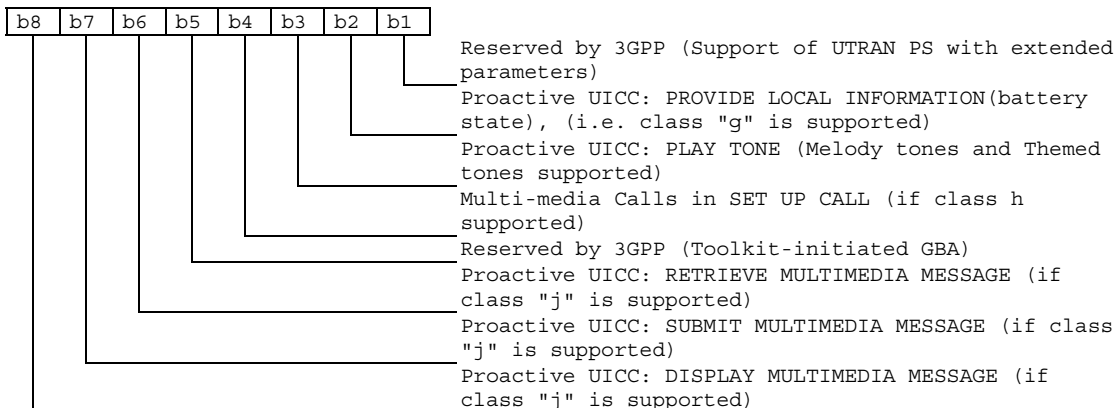 b8 b7 b6 b5 b4 b3 b2 b1
Reserved by 3GPP (Support of UTRAN PS with extended
parameters)
Proactive UICC: PROVIDE LOCAL INFORMATION(battery
state), (i.e. class "g" is supported)
Proactive UICC: PLAY TONE (Melody tones and Themed
tones supported)
Multi-media Calls in SET UP CALL (if class h
supported)
Reserved by 3GPP (Toolkit-initiated GBA)
Proactive UICC: RETRIEVE MULTIMEDIA MESSAGE (if
class "j" is supported)
Proactive UICC: SUBMIT MULTIMEDIA MESSAGE (if class
"j" is supported)
Proactive UICC: DISPLAY MULTIMEDIA MESSAGE (if
class "j" is supported)